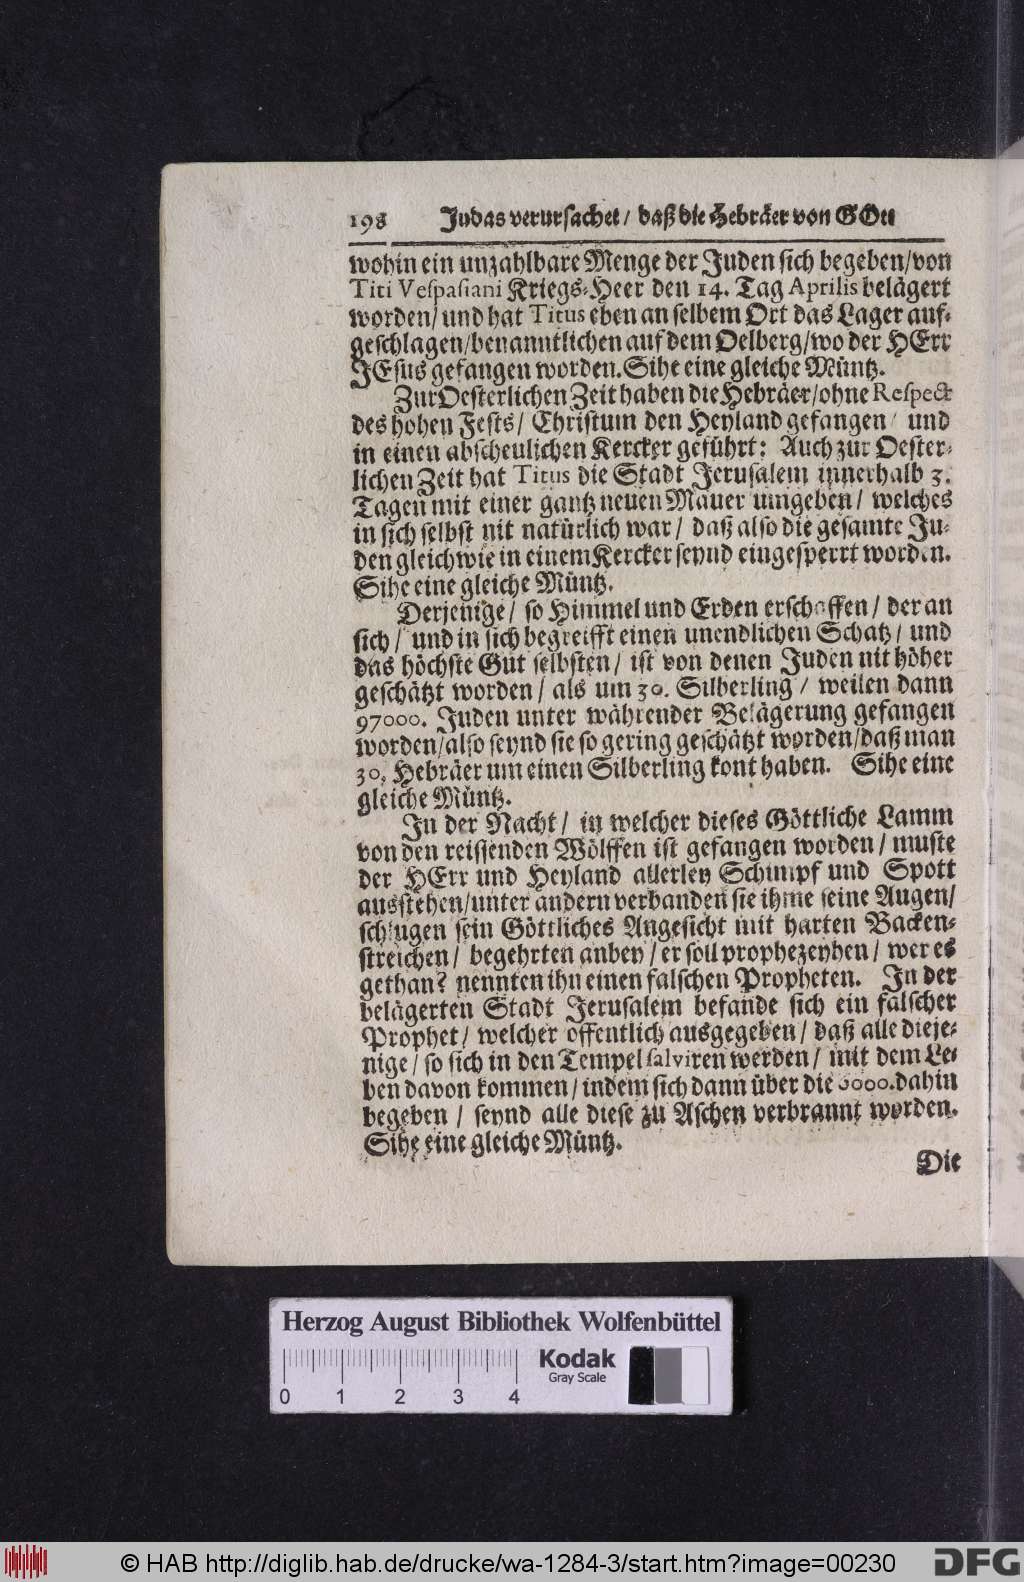 198 Judas verursachet / daß die Hebräer von GOtt
wohin ein unzahlbare Menge der Juden sich begeben / von
Titi Vespasiani Kriegs-Heer den 14. Tag Aprilis belägert
worden / und hat Titus eben an selbem Ort das Lager auf-
geschlagen / benanntlichen auf dem Oelberg / wo der HErr
JEsus gefangen worden. Sihe eine gleiche Müntz.
Zur Oesterlichen Zeit haben die Hebräer / ohne Respect
des hohen Fests / Christum den Heyland gefangen / und
in einen abscheulichen Kercker geführt: Auch zur Oester-
lichen Zeit hat Titus die Stadt Jerusalem innerhalb 3.
Tagen mit einer gantz neuen Mauer umgeben / welches
in sich selbst nit natürlich war / daß also die gesamte Ju-
den gleichwie in einem Kercker seynd eingesperrt worden.
Sihe eine gleiche Müntz.
Derjenige / so Himmel und Erden erschaffen / der an
sich / und in sich begreifft einen unendlichen Schatz / und
das höchste Gut selbsten / ist von denen Juden nit höher
geschätzt worden / als um 30. Silberling / weilen dann
97000. Juden unter währender Belägerung gefangen
worden / also seynd sie so gering geschätzt worden / daß man
30. Hebräer um einen Silberling kont haben. Sihe eine
gleiche Müntz.
In der Nacht / in welcher dieses Göttliche Lamm
von den reissenden Wölffen ist gefangen worden / muste
der HErr und Heyland allerley Schimpf und Spott
ausstehen / unter andern verbanden sie ihme seine Augen /
schlugen sein Göttliches Angesicht mit harten Backen-
streichen / begehrten anbey / er soll prophezeyhen / wer es
gethan? nennten ihn einen falschen Propheten. In der
belägerten Stadt Jerusalem befande sich ein falscher
Prophet / welcher offentlich ausgegeben / daß alle dieje-
nige / so sich in den Tempel salviren werden / mit dem Le-
ben davon kommen / indem sich dann über die 6000. dahin
begeben / seynd alle diese zu Aschen verbrannt worden.
Sihe eine gleiche Müntz.
Die
Herzog August Bibliothek Wolfenbüttel
Kodak
Gray Scale
0 1 2 3 4
© HAB http://diglib.hab.de/drucke/wa-1284-3/start.htm?image=00230
DFG